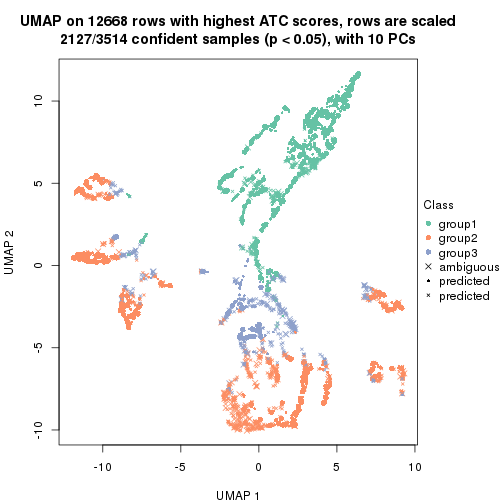 UMAP on 12668 rows with highest ATC scores, rows are scaled
2127/3514 confident samples (p < 0.05), with 10 PCs
10
5
0
-5
-10
UMAP 2
-10
-5
0
5
10
UMAP 1
Class
group1
group2
group3
ambiguous
predicted
predicted